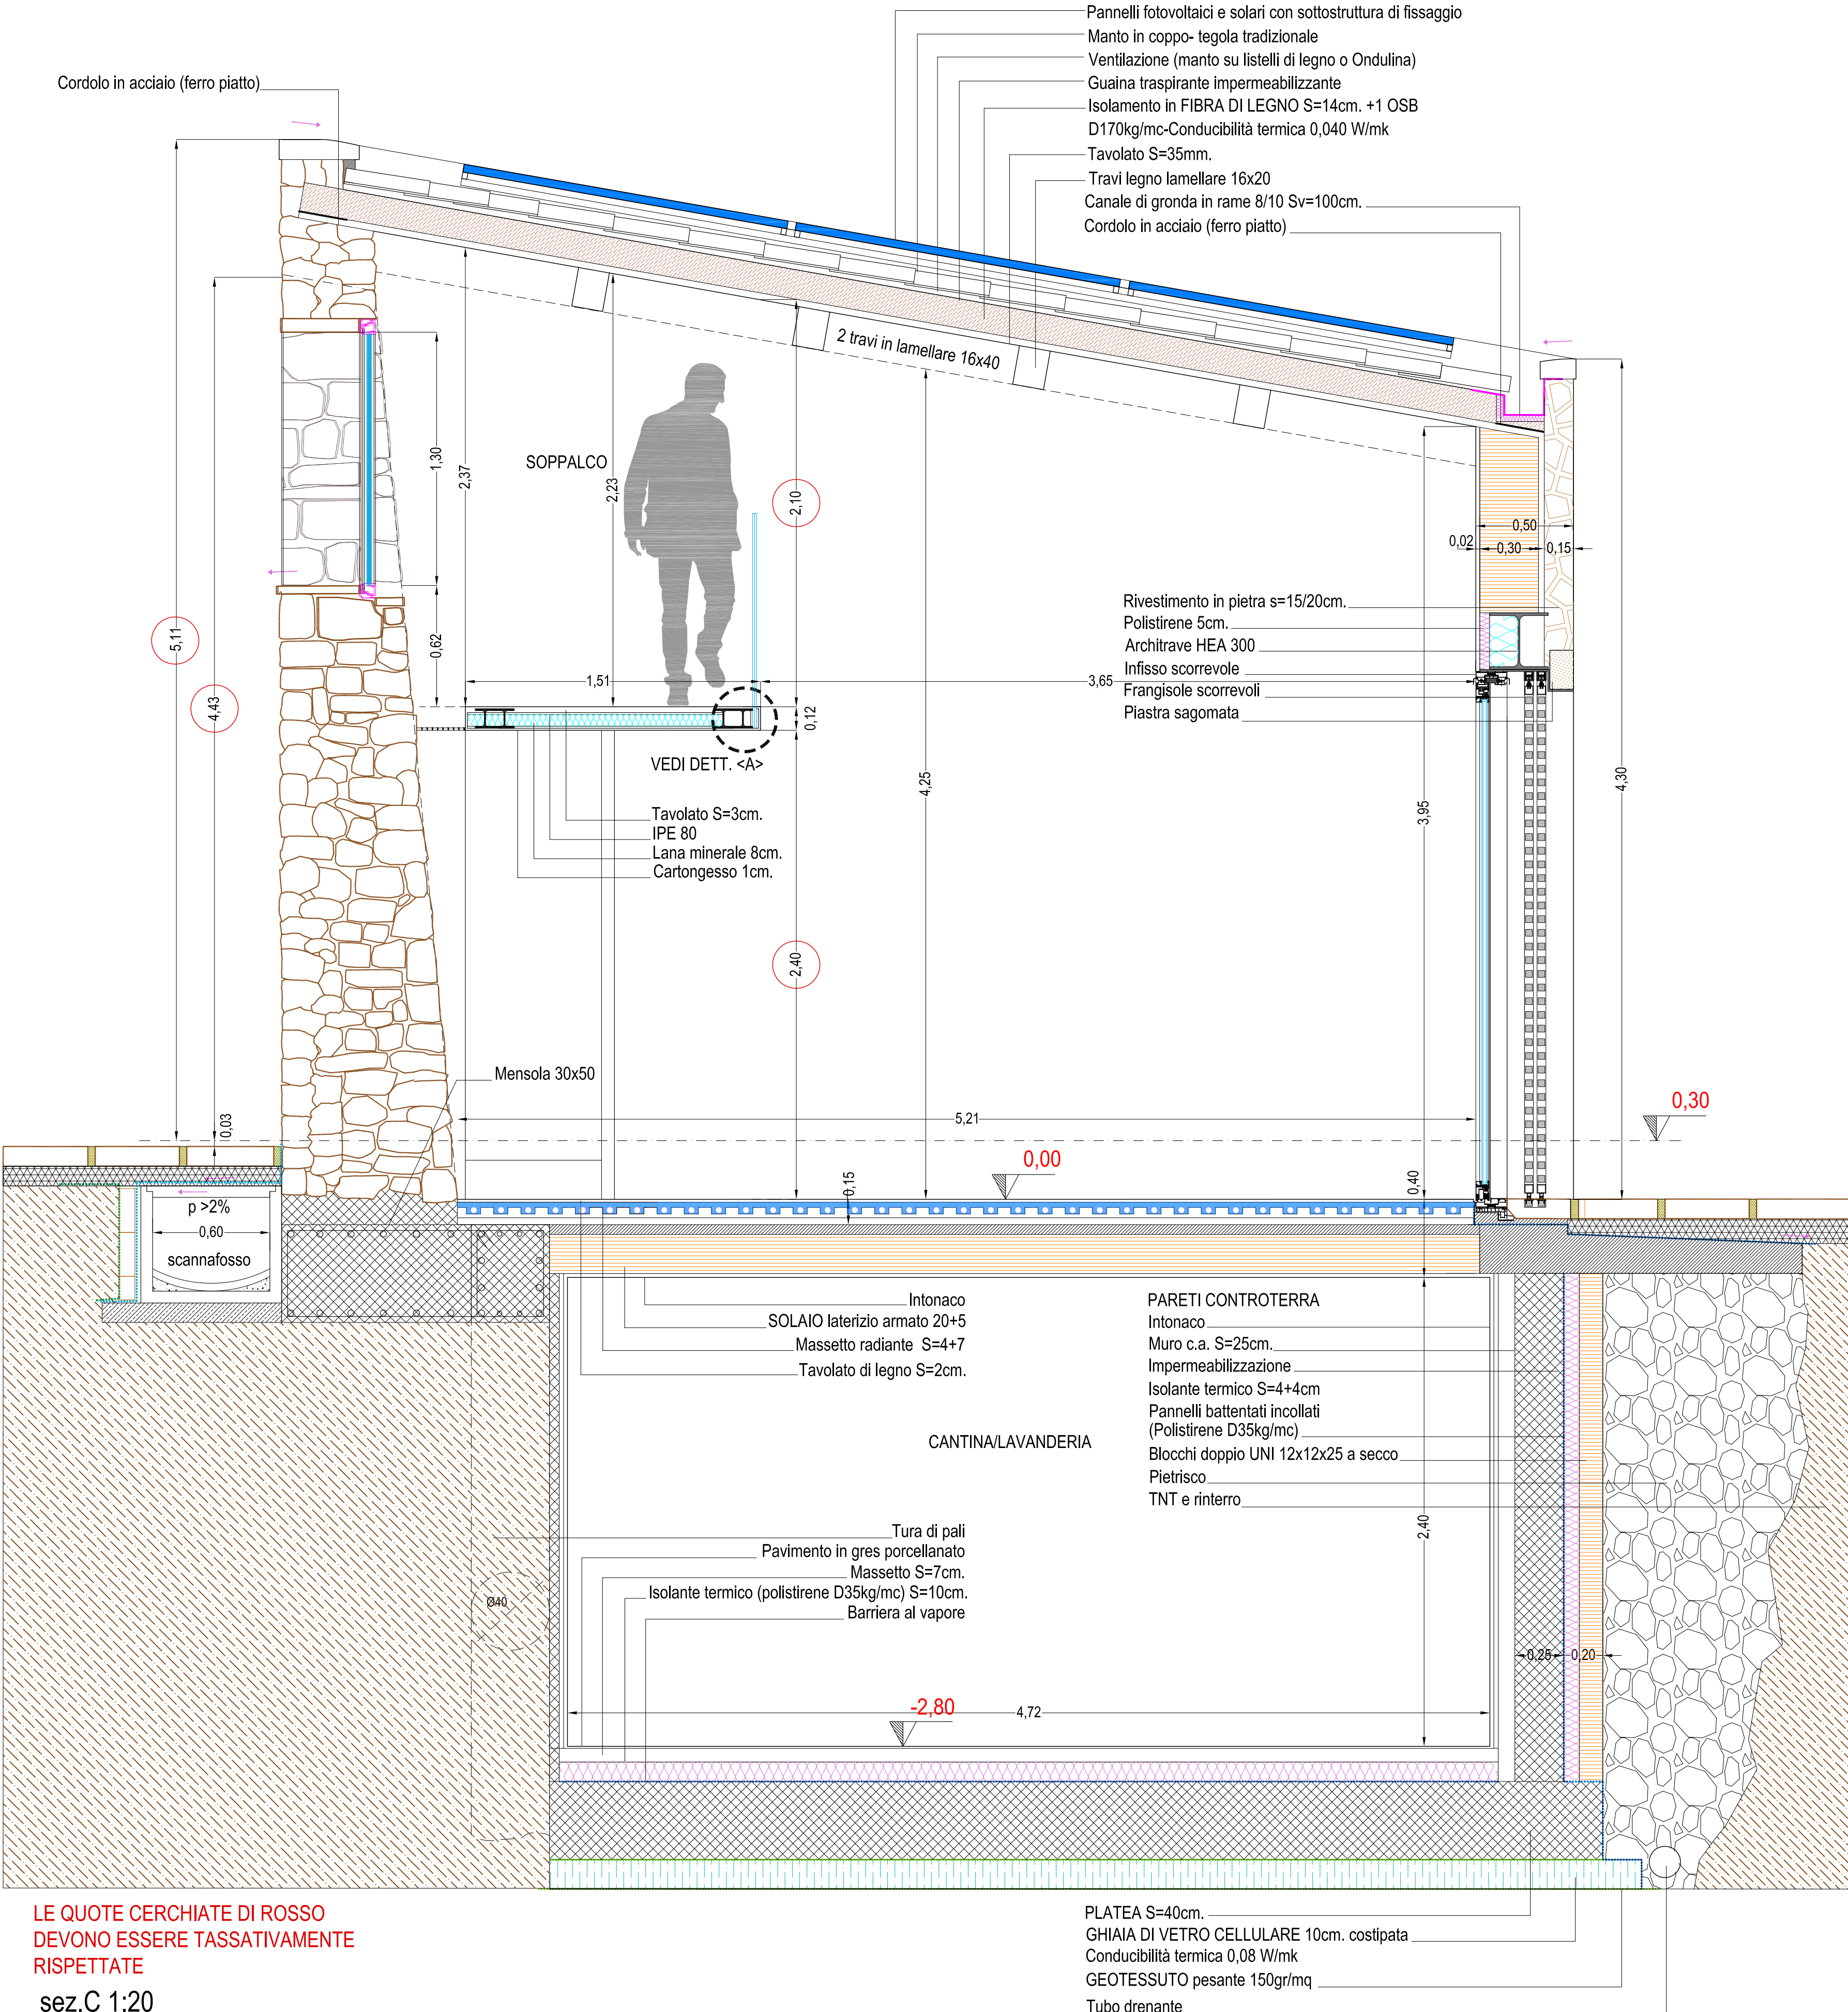 Pannelli fotovoltaici e solari con sottostruttura di fissaggio
Manto in coppo- tegola tradizionale
Ventilazione (manto su listelli di legno o Ondulina)
Guaina traspirante impermeabilizzante
Isolamento in FIBRA DI LEGNO S=14cm. +1 OSB
D170kg/mc-Conducibilità termica 0,040 W/mk
Tavolato S=35mm.
Travi legno lamellare 16x20
Canale di gronda in rame 8/10 Sv=100cm.
Cordolo in acciaio (ferro piatto)
Cordolo in acciaio (ferro piatto)
2 travi in lamellare 16x40
SOPPALCO
1,30
2,37
2,23
2,10
0,62
5,11
4,43
0,50
0,02
0,30
0,15
Rivestimento in pietra s=15/20cm.
Polistirene 5cm.
Architrave HEA 300
Infisso scorrevole
Frangisole scorrevoli
Piastra sagomata
1,51
3,65
0,12
VEDI DETT. <A>
4,25
3,95
4,30
Tavolato S=3cm.
IPE 80
Lana minerale 8cm.
Cartongesso 1cm.
2,40
Mensola 30x50
0,03
5,21
0,30
0,00
0,15
0,40
p >2%
0,60
scannafosso
Intonaco
SOLAIO laterizio armato 20+5
Massetto radiante S=4+7
Tavolato di legno S=2cm.
PARETI CONTROTERRA
Intonaco
Muro c.a. S=25cm.
Impermeabilizzazione
Isolante termico S=4+4cm
Pannelli battentati incollati
(Polistirene D35kg/mc)
Blocchi doppio UNI 12x12x25 a secco
Pietrisco
TNT e rinterro
CANTINA/LAVANDERIA
2,40
Tura di pali
Pavimento in gres porcellanato
Massetto S=7cm.
Isolante termico (polistirene D35kg/mc) S=10cm.
Barriera al vapore
Ø40
0,25
0,20
-2,80
4,72
LE QUOTE CERCHIATE DI ROSSO
DEVONO ESSERE TASSATIVAMENTE
RISPETTATE
sez.C 1:20
PLATEA S=40cm.
GHIAIA DI VETRO CELLULARE 10cm. costipata
Conducibilità termica 0,08 W/mk
GEOTESSUTO pesante 150gr/mq
Tubo drenante